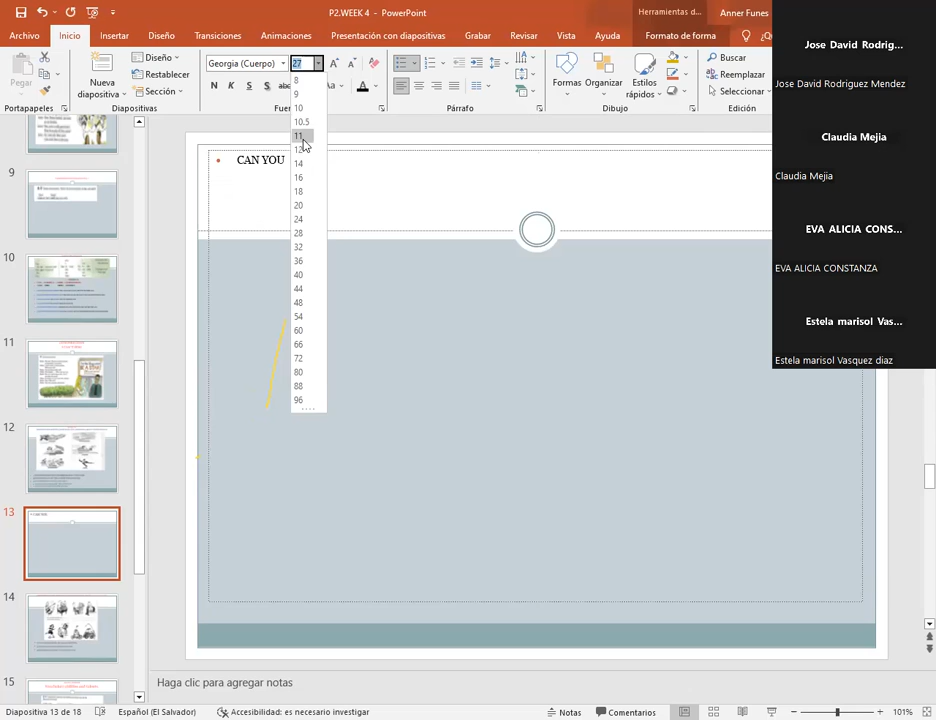 P2.WEEK 4 - PowerPoint
Herramientas d...
Anner Funes
Archivo
Inicio
Insertar
Diseño
Transiciones
Animaciones
Presentación con diapositivas
Grabar
Revisar
Vista
Ayuda
Formato de forma
Pegar
Portapapeles
Nueva diapositiva
Diseño
Restablecer
Sección
Diapositivas
Georgia (Cuerpo)
27
N K S S abc
Aa
A
Párrafo
Formas
Organizar
Estilos rápidos
Dibujo
Buscar
Reemplazar
Seleccionar
8
9
10
10.5
11
12
14
16
18
20
24
28
32
36
40
44
48
54
60
66
72
80
88
96
CAN YOU
9
10
11
12
13
14
15
Jose David Rodrig...
Jose David Rodriguez Mendez
Claudia Mejia
Claudia Mejia
EVA ALICIA CONS...
EVA ALICIA CONSTANZA
Estela marisol Vas...
Estela marisol Vasquez diaz
Haga clic para agregar notas
Diapositiva 13 de 18
Español (El Salvador)
Accesibilidad: es necesario investigar
Notas
Comentarios
101%